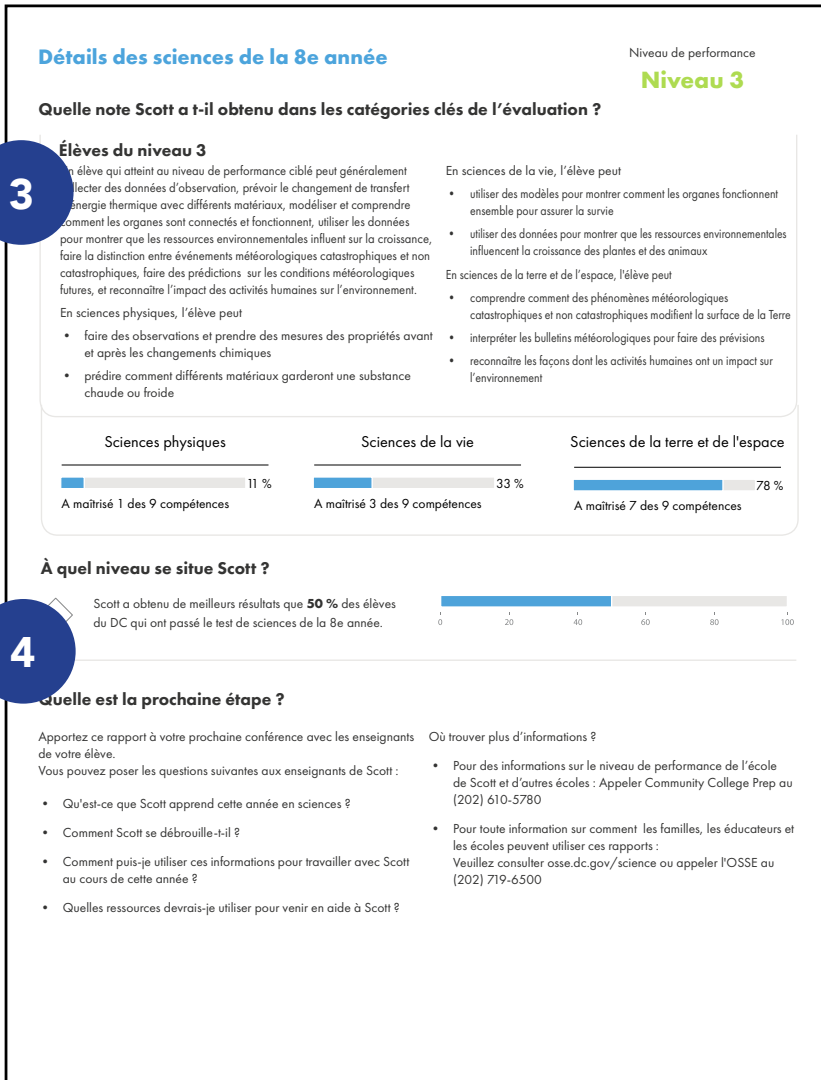 Détails des sciences de la 8e année
Niveau de performance
Niveau 3
Quelle note Scott a t-il obtenu dans les catégories clés de l’évaluation ?
3
Élèves du niveau 3
élève qui atteint au niveau de performance ciblé peut généralement
des données d’observation, prévoir le changement de transfert
énergie thermique avec différents matériaux, modéliser et comprendre
comment les organes sont connectés et fonctionnent, utiliser les données
pour montrer que les ressources environnementales influent sur la croissance,
faire la distinction entre événements météorologiques catastrophiques et non
catastrophiques, faire des prédictions sur les conditions météorologiques
futures, et reconnaître l’impact des activités humaines sur l’environnement.
En sciences physiques, l’élève peut
• faire des observations et prendre des mesures des propriétés avant
et après les changements chimiques
• prédire comment différents matériaux garderont une substance
chaude ou froide
En sciences de la vie, l’élève peut
• utiliser des modèles pour montrer comment les organes fonctionnent
ensemble pour assurer la survie
• utiliser des données pour montrer que les ressources environnementales
influencent la croissance des plantes et des animaux
En sciences de la terre et de l’espace, l'élève peut
• comprendre comment des phénomènes météorologiques
catastrophiques et non catastrophiques modifient la surface de la Terre
• interpréter les bulletins météorologiques pour faire des prévisions
• reconnaître les façons dont les activités humaines ont un impact sur
l’environnement
Sciences physiques
11 %
A maîtrisé 1 des 9 compétences
Sciences de la vie
33 %
A maîtrisé 3 des 9 compétences
Sciences de la terre et de l'espace
78 %
A maîtrisé 7 des 9 compétences
À quel niveau se situe Scott ?
4
Scott a obtenu de meilleurs résultats que 50 % des élèves
du DC qui ont passé le test de sciences de la 8e année.
0 20 40 60 80 100
Quelle est la prochaine étape ?
Apportez ce rapport à votre prochaine conférence avec les enseignants
de votre élève.
Vous pouvez poser les questions suivantes aux enseignants de Scott :
• Qu'est-ce que Scott apprend cette année en sciences ?
• Comment Scott se débrouille-t-il ?
• Comment puis-je utiliser ces informations pour travailler avec Scott
au cours de cette année ?
• Quelles ressources devrais-je utiliser pour venir en aide à Scott ?
Où trouver plus d’informations ?
• Pour des informations sur le niveau de performance de l’école
de Scott et d’autres écoles : Appeler Community College Prep au
(202) 610-5780
• Pour toute information sur comment les familles, les éducateurs et
les écoles peuvent utiliser ces rapports :
Veuillez consulter osse.dc.gov/science ou appeler l'OSSE au
(202) 719-6500